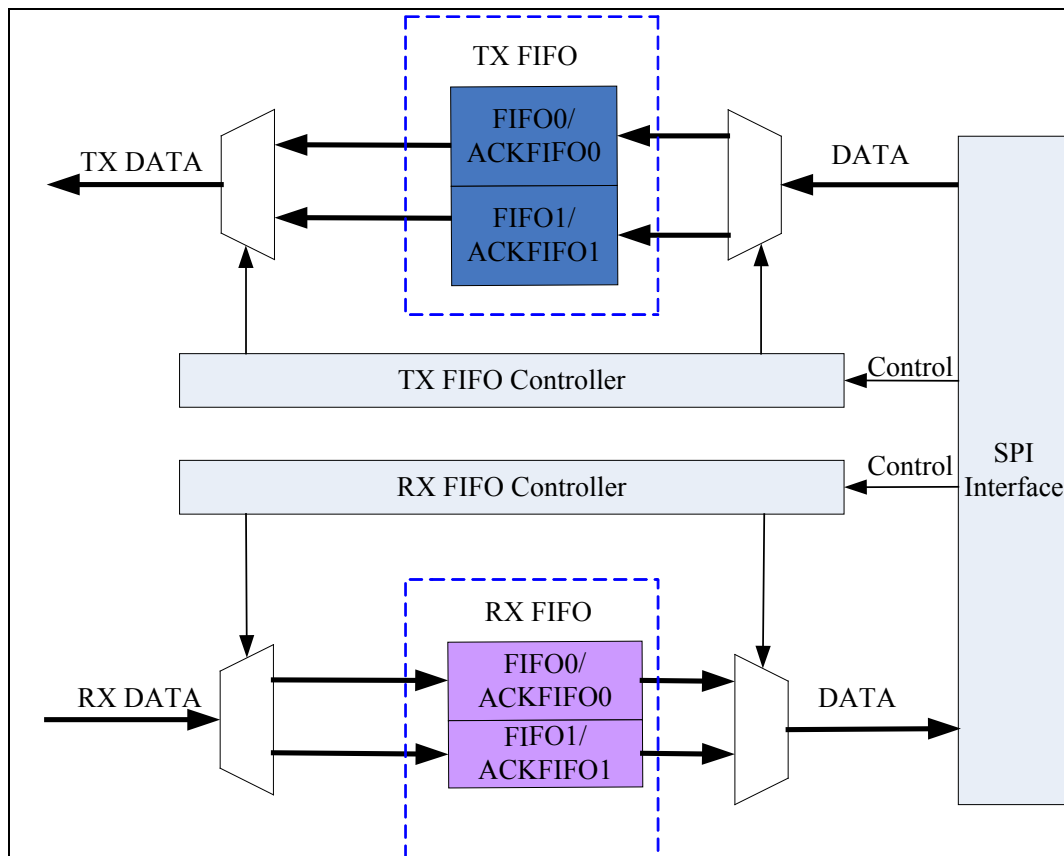 TX FIFO
FIFO0/
ACKFIFO0
TX DATA
DATA
FIFO1/
ACKFIFO1
TX FIFO Controller
Control
RX FIFO Controller
Control
SPI
Interface
RX FIFO
FIFO0/
ACKFIFO0
RX DATA
DATA
FIFO1/
ACKFIFO1